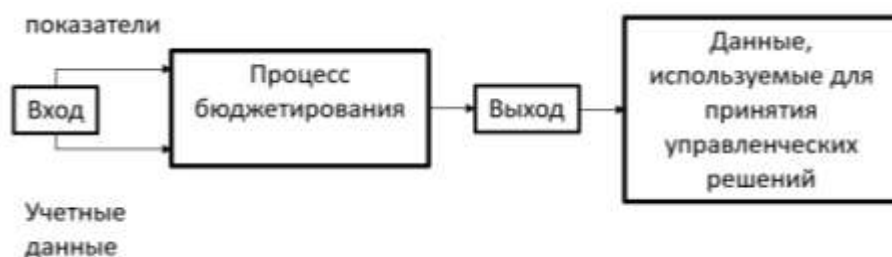 показатели
Вход
Процесс
бюджетирования
Выход
Данные,
используемые для
принятия
управленческих
решений
Учетные
данные